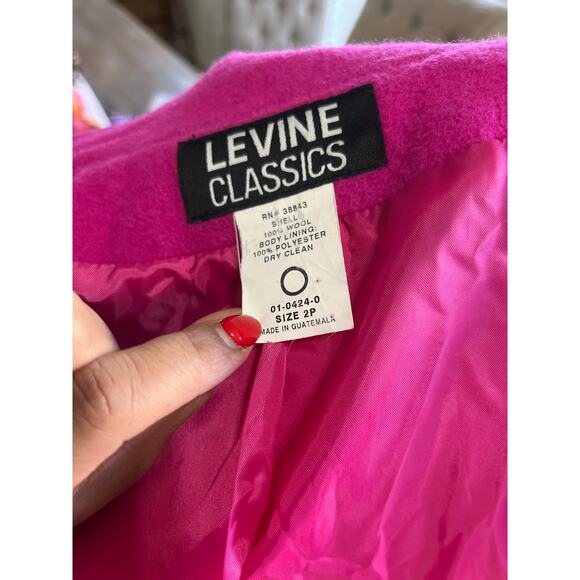 LEVINE
CLASSICS
RN# 38843
SHELL:
100% WOOL
BODY LINING:
100% POLYESTER
DRY CLEAN
01-0424-0
SIZE 2P
MADE IN GUATEMALA